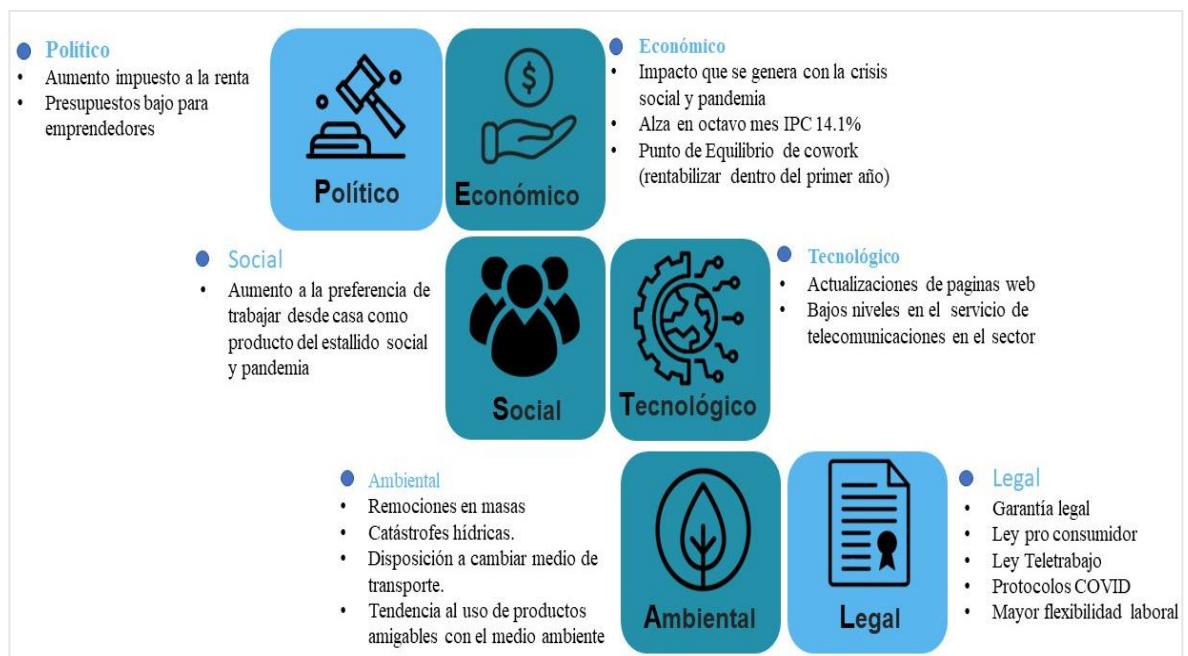 Político
Aumento impuesto a la renta
Presupuestos bajo para
emprendedores
Político
$
Económico
Económico
Impacto que se genera con la crisis
social y pandemia
Alza en octavo mes IPC 14.1%
Punto de Equilibrio de cowork
(rentabilizar dentro del primer año)
Social
Aumento a la preferencia de
trabajar desde casa como
producto del estallido social
y pandemia
Social
Tecnológico
Tecnológico
Actualizaciones de paginas web
Bajos niveles en el servicio de
telecomunicaciones en el sector
Ambiental
Remociones en masas
Catástrofes hídricas.
Disposición a cambiar medio de
transporte.
Tendencia al uso de productos
amigables con el medio ambiente
Ambiental
Legal
Legal
Garantía legal
Ley pro consumidor
Ley Teletrabajo
Protocolos COVID
Mayor flexibilidad laboral